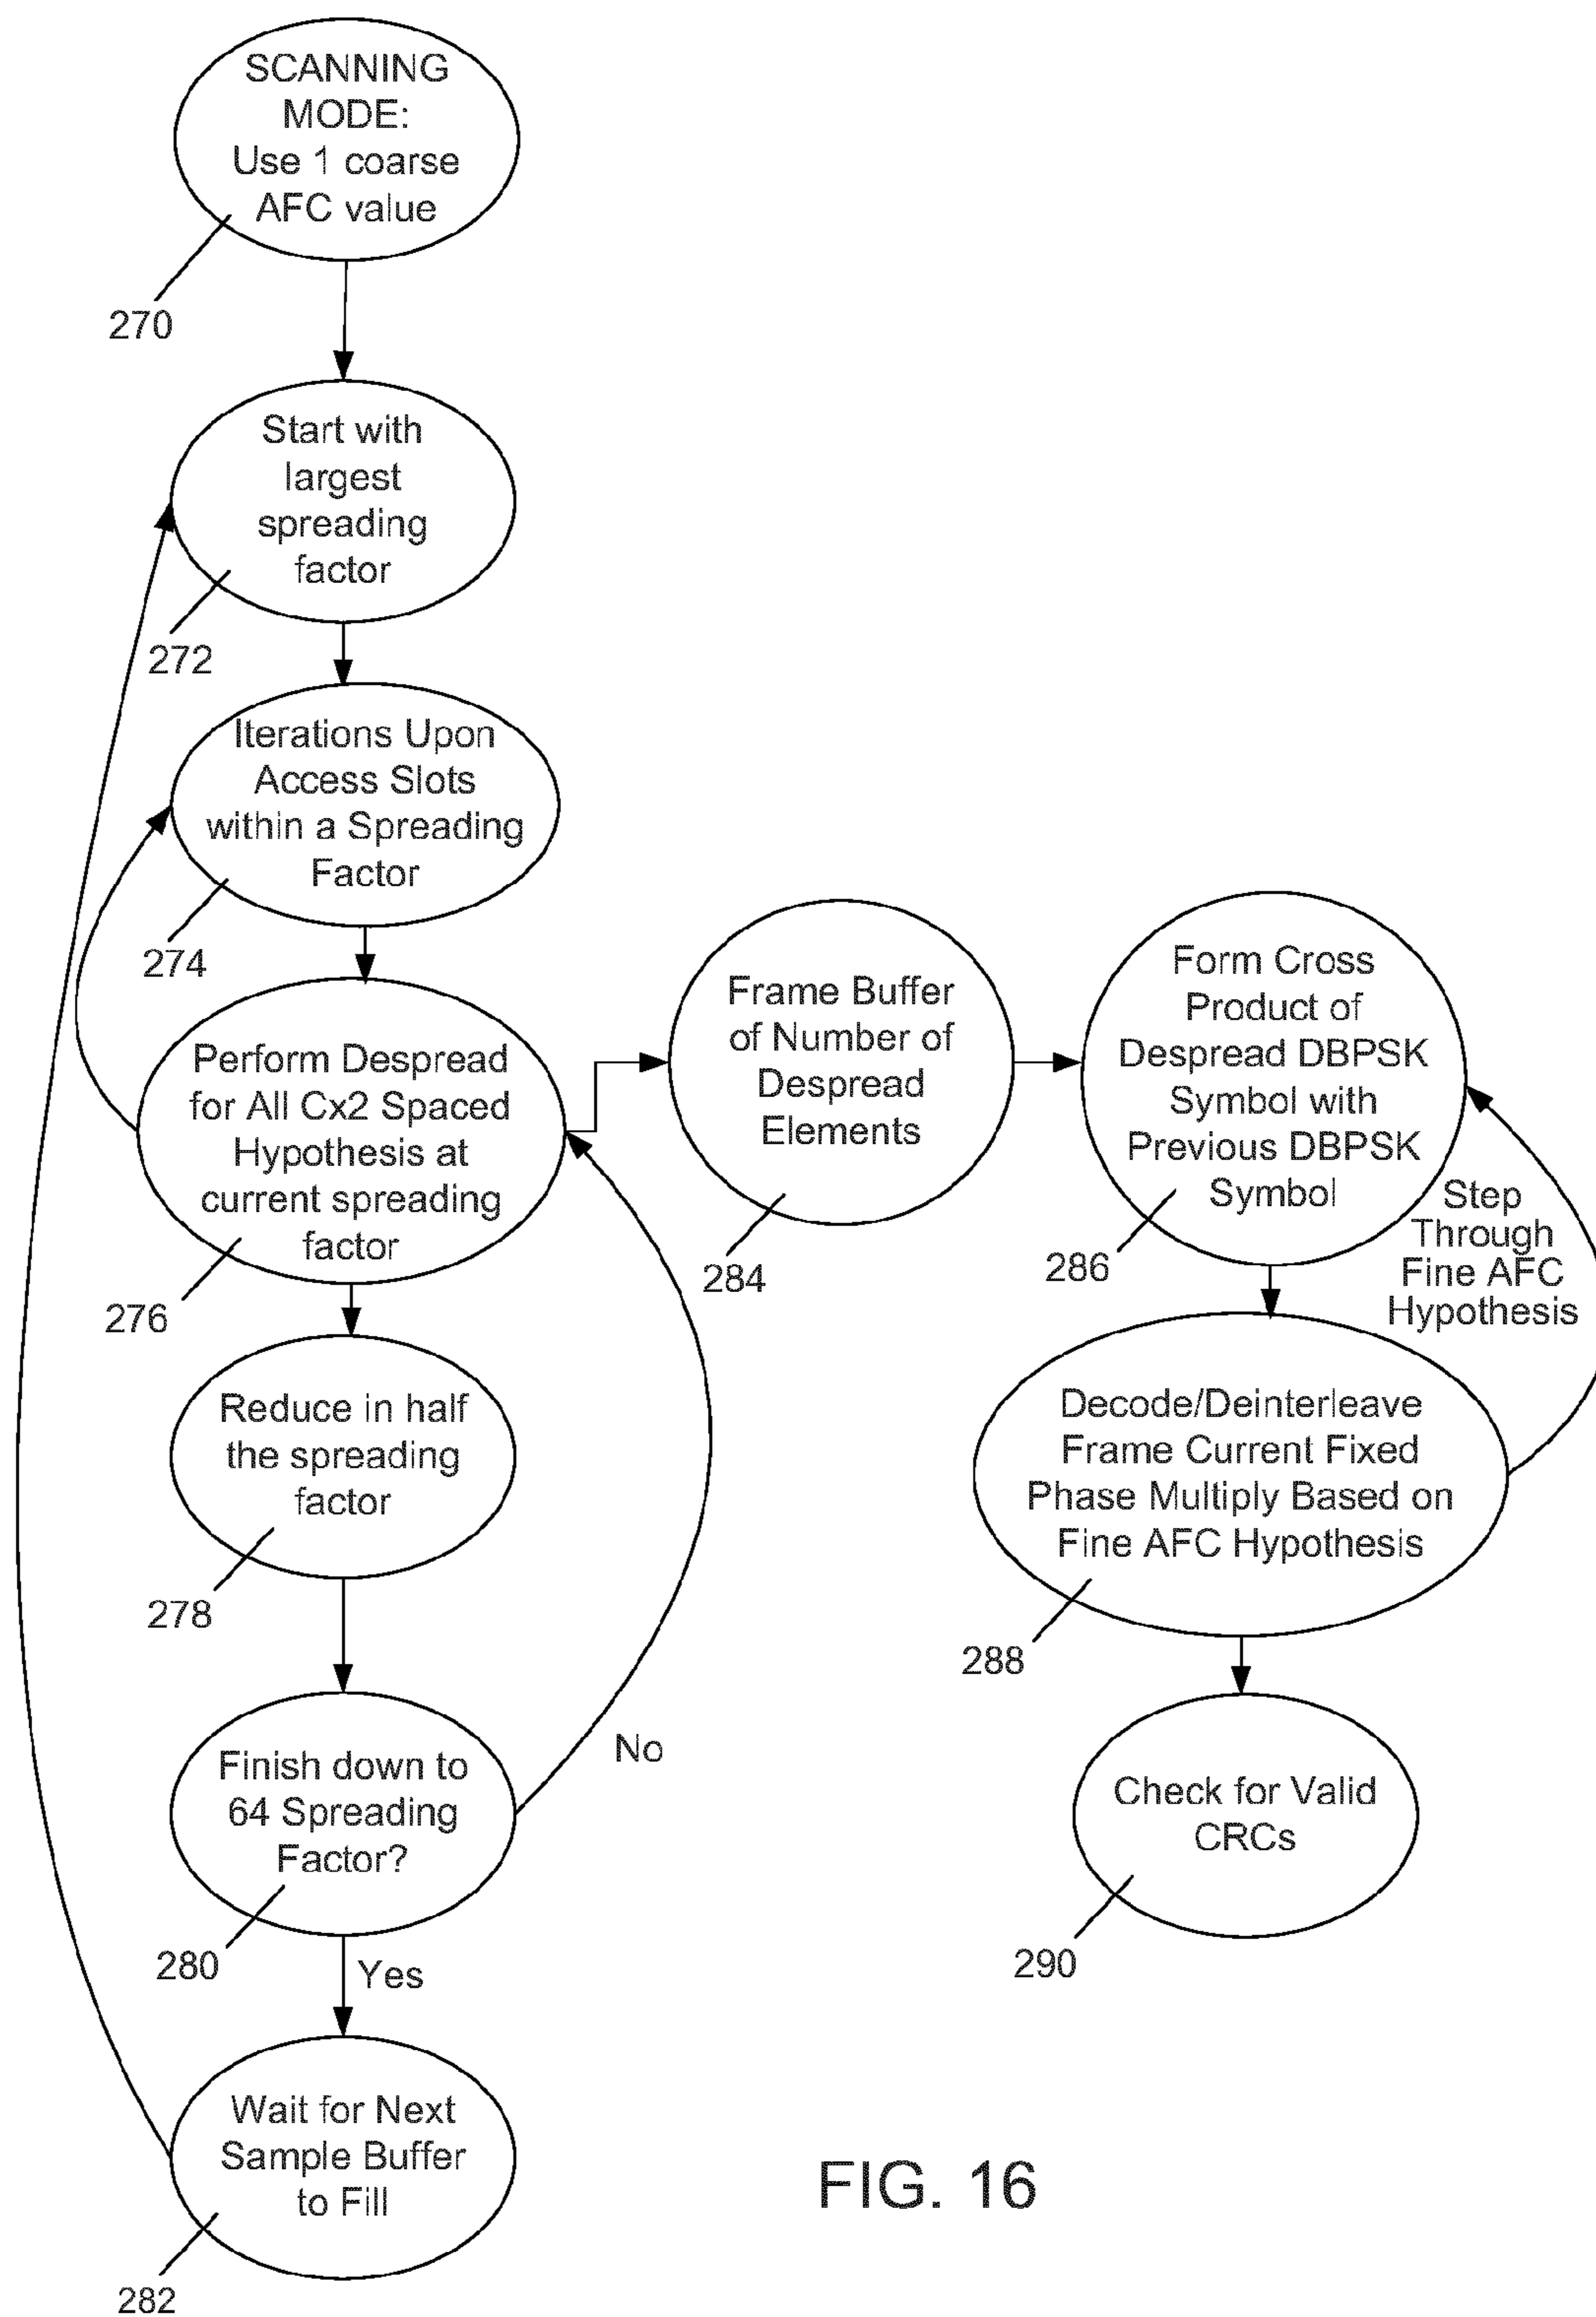 SCANNING
MODE:
Use 1 coarse
AFC value
270
Start with
largest
spreading
factor
272
Iterations Upon
Access Slots
within a Spreading
Factor
274
Perform Despread
for All Cx2 Spaced
Hypothesis at
current spreading
factor
276
Reduce in half
the spreading
factor
278
Finish down to
64 Spreading
Factor?
280
No
Yes
Wait for Next
Sample Buffer
to Fill
282
Frame Buffer
of Number of
Despread
Elements
284
Form Cross
Product of
Despread DBPSK
Symbol with
Previous DBPSK
Symbol
286
Step
Through
Fine AFC
Hypothesis
Decode/Deinterleave
Frame Current Fixed
Phase Multiply Based on
Fine AFC Hypothesis
288
Check for Valid
CRCs
290
FIG. 16